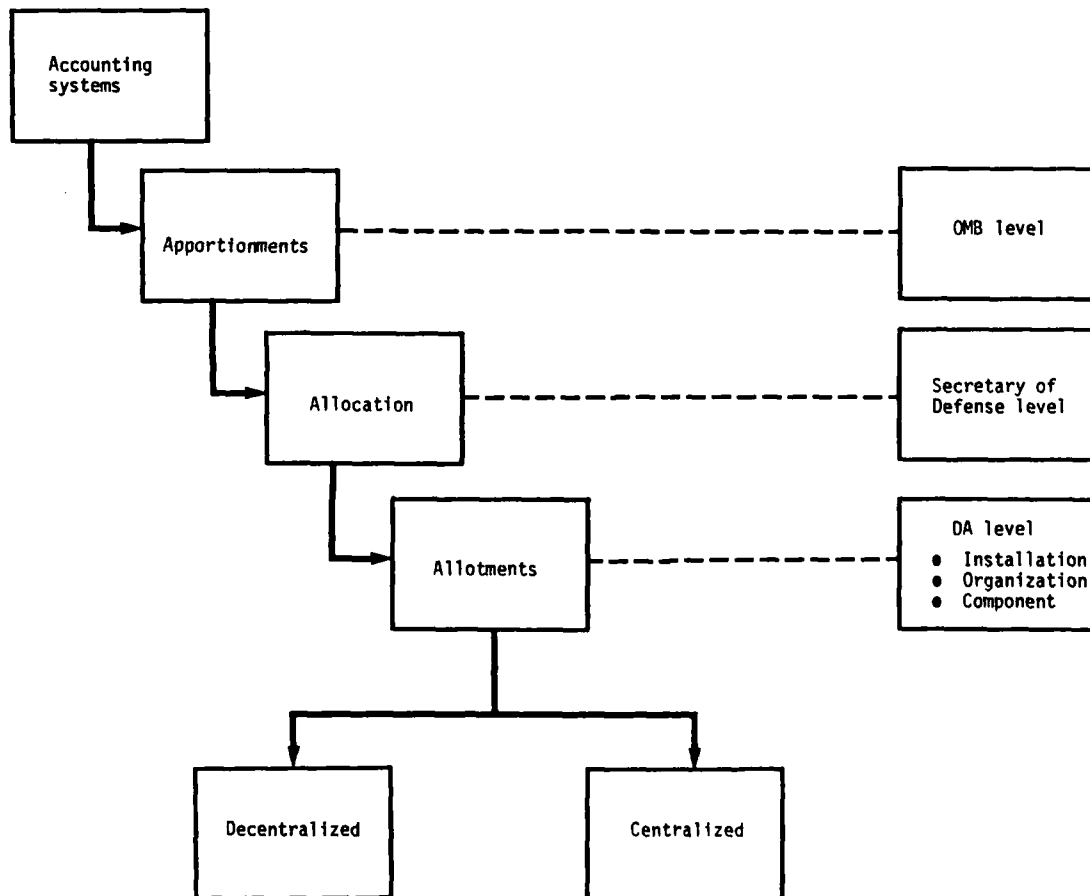 Accounting
systems
Apportionments
OMB level
Allocation
Secretary of
Defense level
Allotments
DA level
● Installation
● Organization
● Component
Decentralized
Centralized